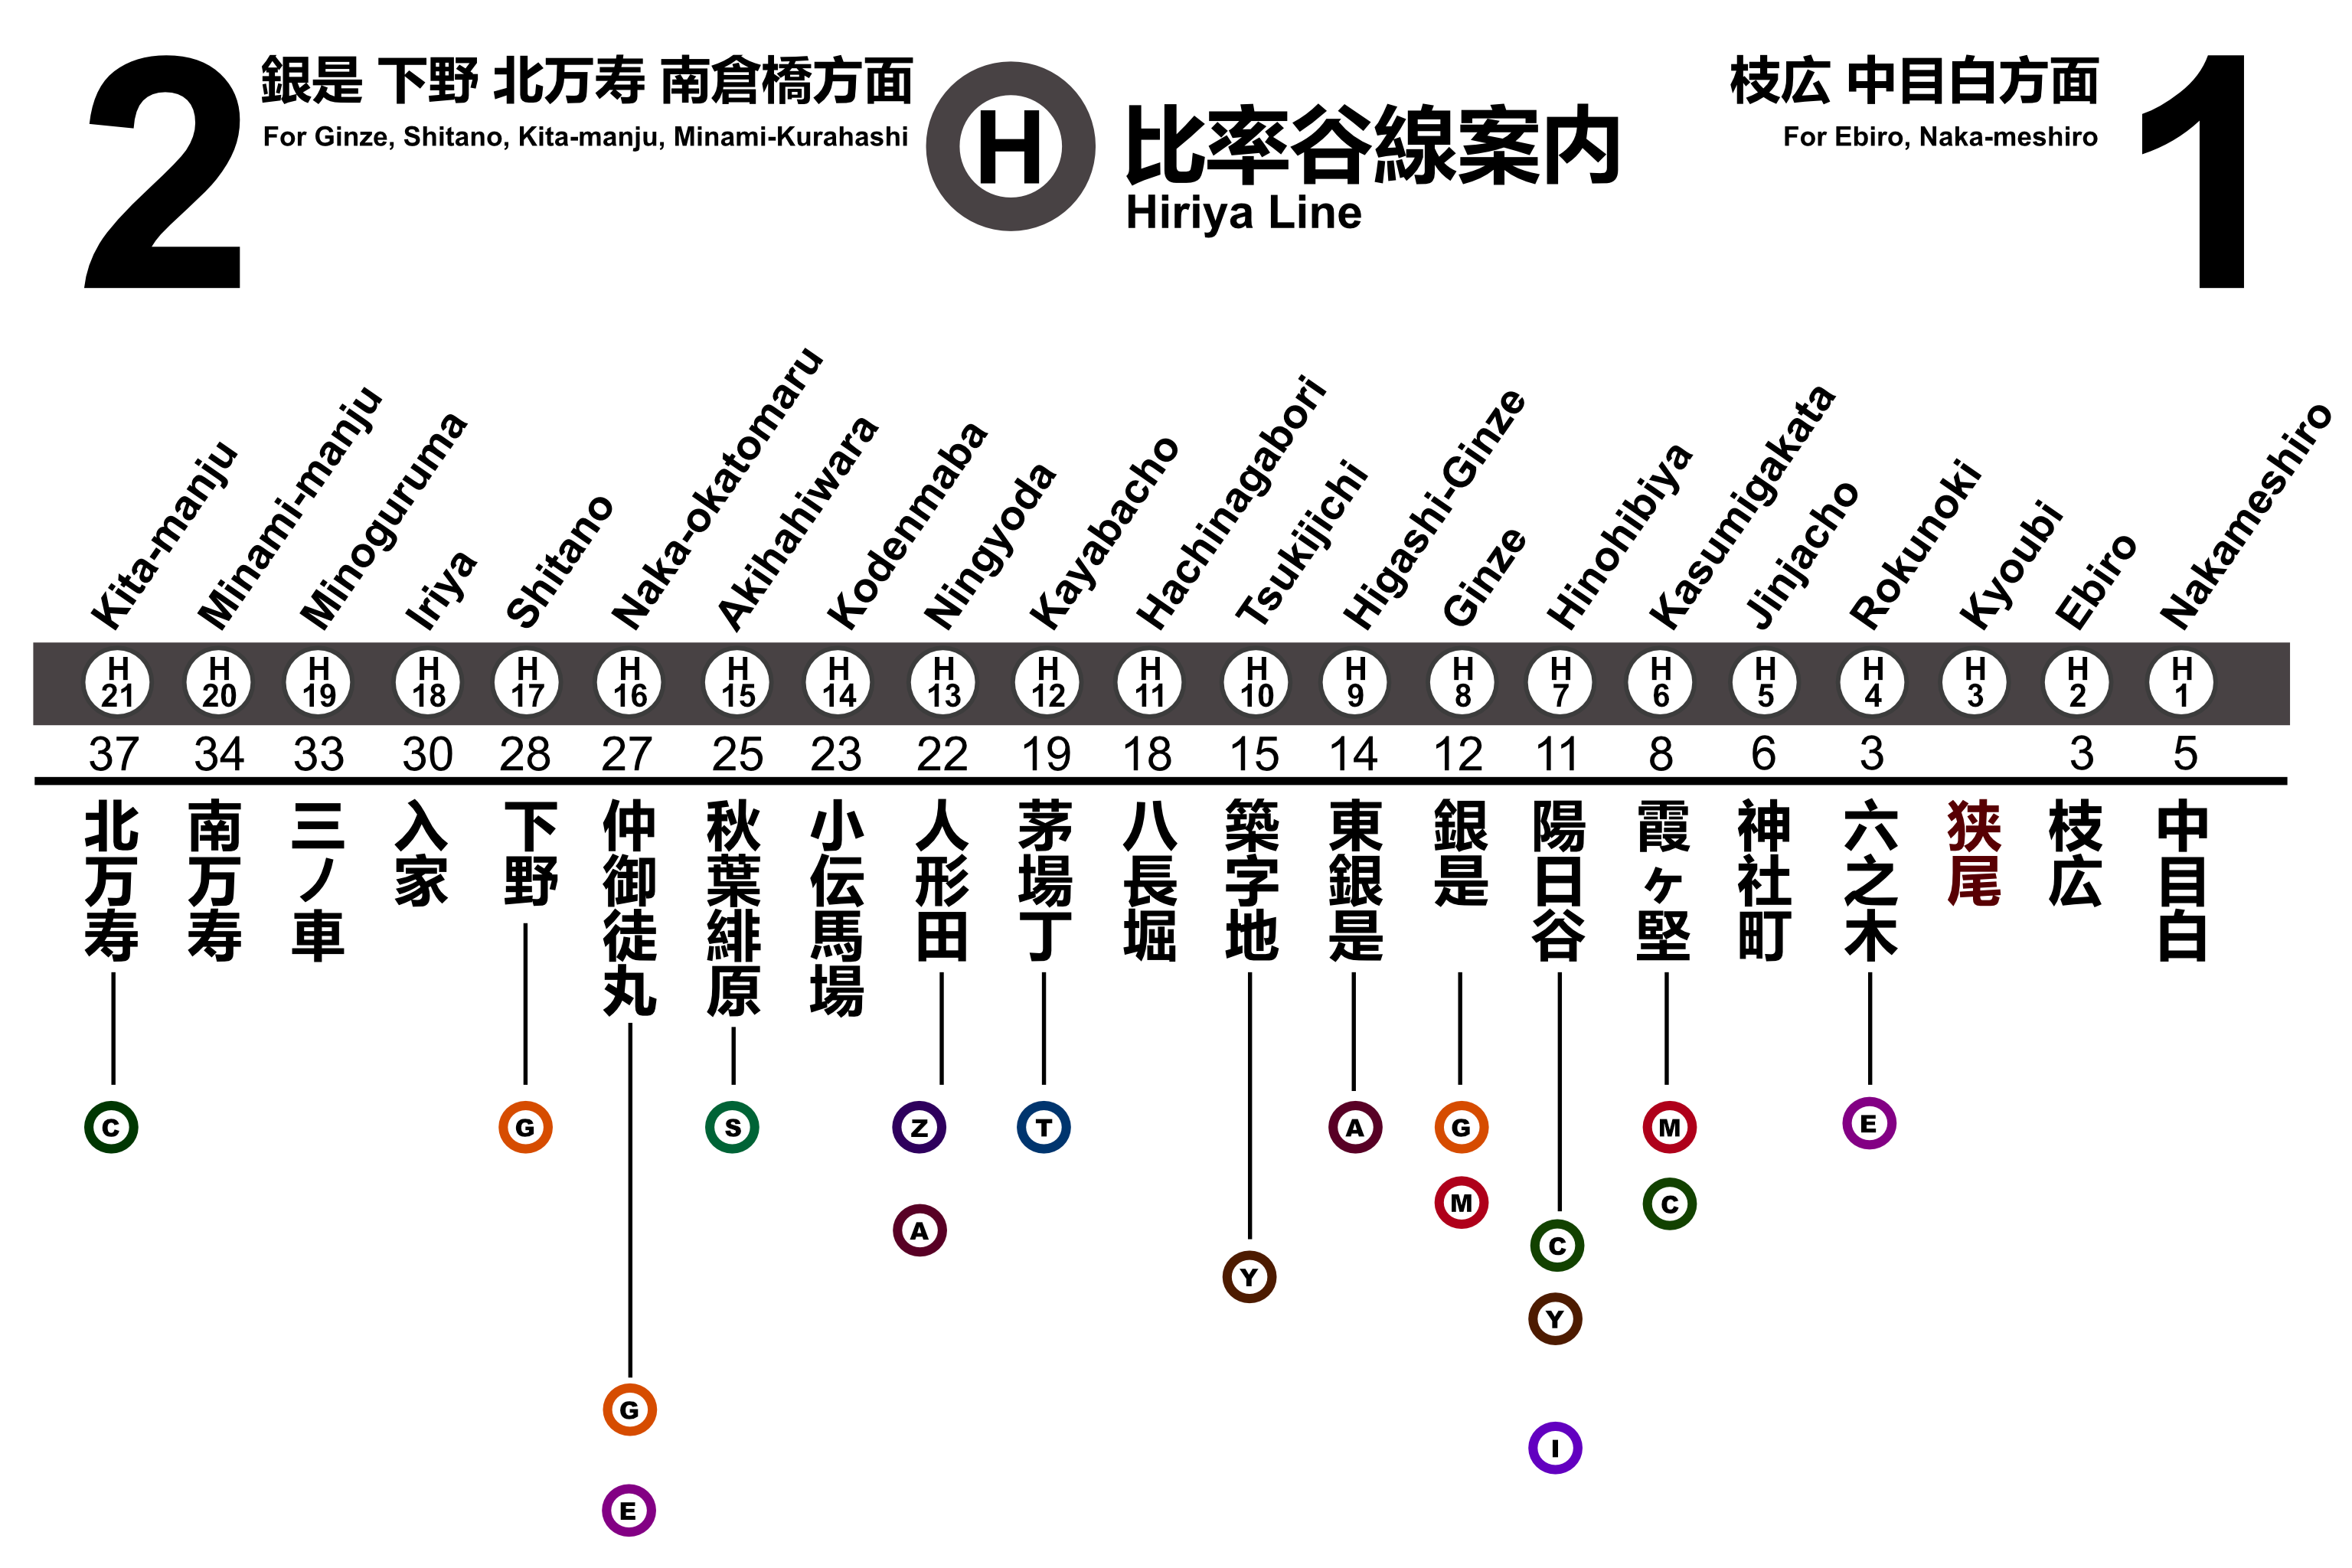 2
銀是 下野 北万寿 南倉橋方面
For Ginze, Shitano, Kita-manju, Minami-Kurahashi
H
比率谷線案内
Hiriya Line
枝広 中目白方面
For Ebiro, Naka-meshiro
1
Kita-manju
Minami-manju
Minoguruma
Iriya
Shitano
Naka-okatomaru
Akihahiwara
Kodenmaba
Ningyoda
Kayabacho
Hachinagabori
Tsukijichi
Higashi-Ginze
Ginze
Hinohibiya
Kasumigakata
Jinjacho
Rokunoki
Kyoubi
Ebiro
Nakameshiro
H 21
H 20
H 19
H 18
H 17
H 16
H 15
H 14
H 13
H 12
H 11
H 10
H 9
H 8
H 7
H 6
H 5
H 4
H 3
H 2
H 1
37 34 33 30 28 27 25 23 22 19 18 15 14 12 11 8 6 3 3 5
北万寿
南万寿
三ノ車
入家
下野
仲御徒丸
秋葉緋原
小伝馬場
人形田
茅場丁
八長堀
築字地
東銀是
銀是
陽日谷
霞ヶ堅
神社町
六之木
狭尾
枝広
中目白
C
G
G
E
S
Z
A
T
Y
A
G
M
C
Y
I
M
C
E